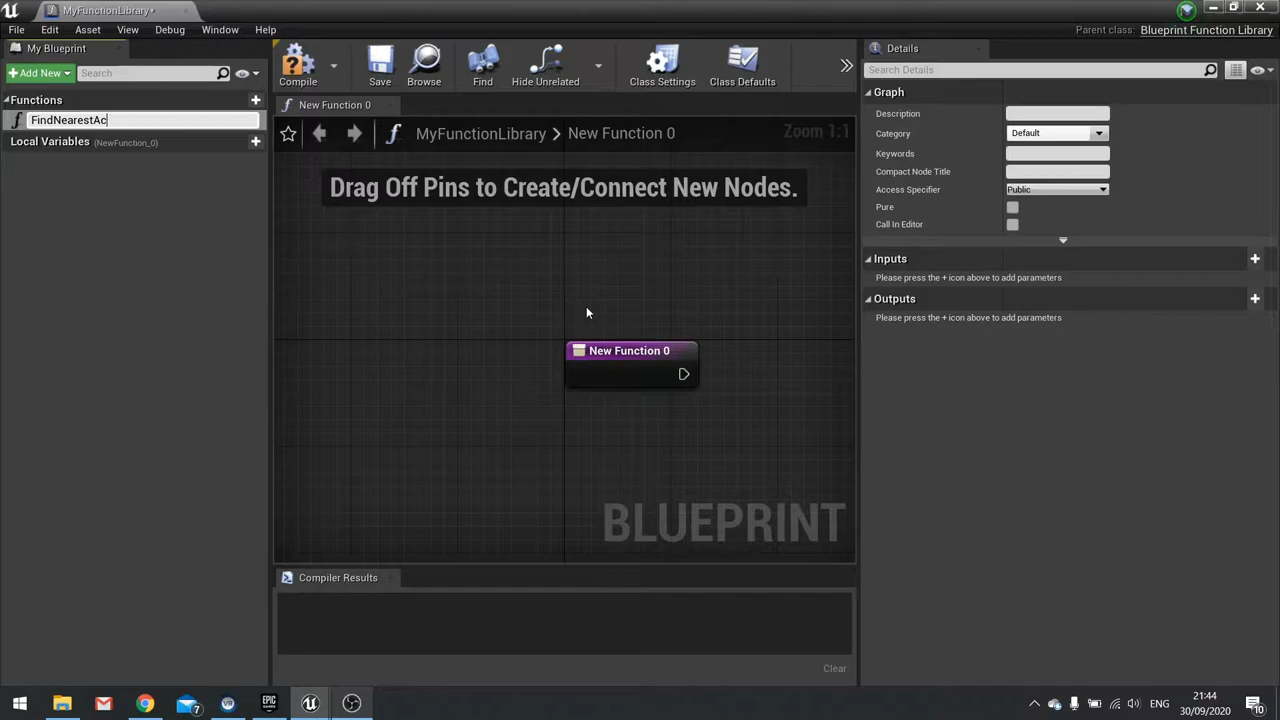 MyFunctionLibrary*
File Edit Asset View Debug Window Help
Parent class: Blueprint Function Library
My Blueprint
Details
Add New
Search
Compile
Save
Browse
Find
Hide Unrelated
Class Settings
Class Defaults
Search Details
Functions
New Function 0
Graph
FindNearestAc
MyFunctionLibrary
New Function 0
Zoom 1:1
Local Variables (NewFunction_0)
Drag Off Pins to Create/Connect New Nodes.
Description
Category Default
Keywords
Compact Node Title
Access Specifier Public
Pure
Call In Editor
Inputs
Please press the + icon above to add parameters
Outputs
Please press the + icon above to add parameters
New Function 0
BLUEPRINT
Compiler Results
Clear
7
VR
EPIC
GAMES
ENG
21:44
30/09/2020
10